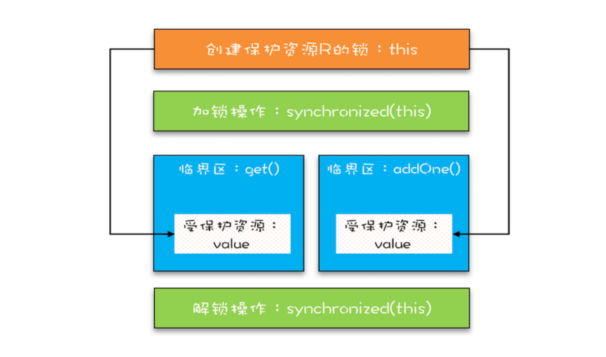 创建保护资源R的锁：this
加锁操作：synchronized(this)
临界区：get()
临界区：addOne()
受保护资源：
value
受保护资源：
value
解锁操作：synchronized(this)